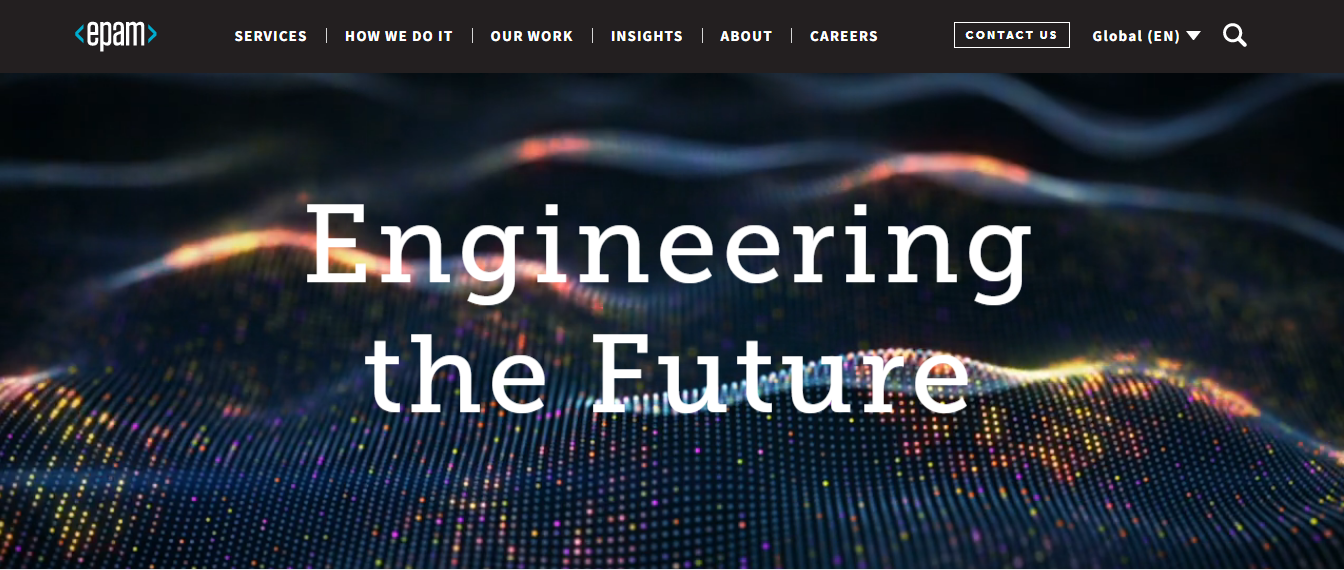 <epam>
SERVICES | HOW WE DO IT | OUR WORK | INSIGHTS | ABOUT | CAREERS
CONTACT US
Global (EN)
Engineering
the Future